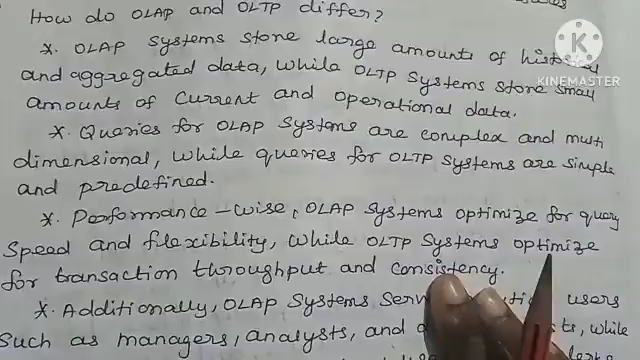 How do OLAP and OLTP differ?
* OLAP Systems store large amounts of
and aggregated data, while OLTP Systems store small
amounts of current and operational data.
* Queries for OLAP Systems are complex and multi
dimensional, while queries for OLTP Systems are simple
and predefined.
* Performance-wise, OLAP Systems optimize for query
Speed and flexibility, while OLTP Systems optimize
for transaction throughput and consistency.
* Additionally, OLAP Systems users
Such as managers, analysts, and while
KINEMASTER